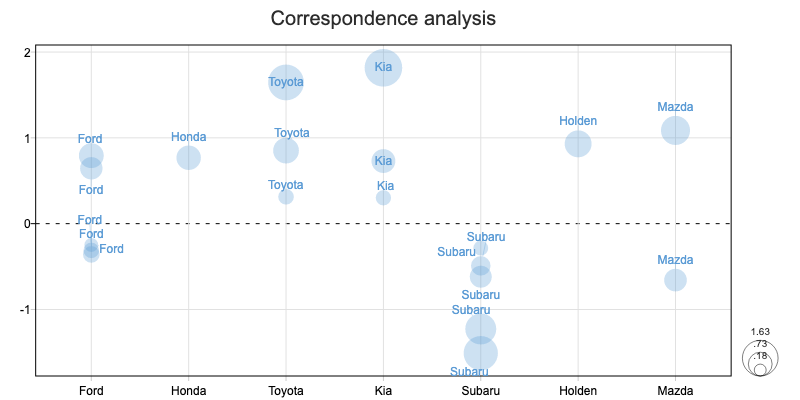 Correspondence analysis
2
Kia
Toyota
Mazda
Holden
1
Ford
Honda
Toyota
Kia
Ford
Toyota
Kia
Ford
0
Ford
Subaru
Ford
Subaru
Mazda
Subaru
-1
Subaru
1.63
.73
.18
Subaru
Ford
Honda
Toyota
Kia
Subaru
Holden
Mazda